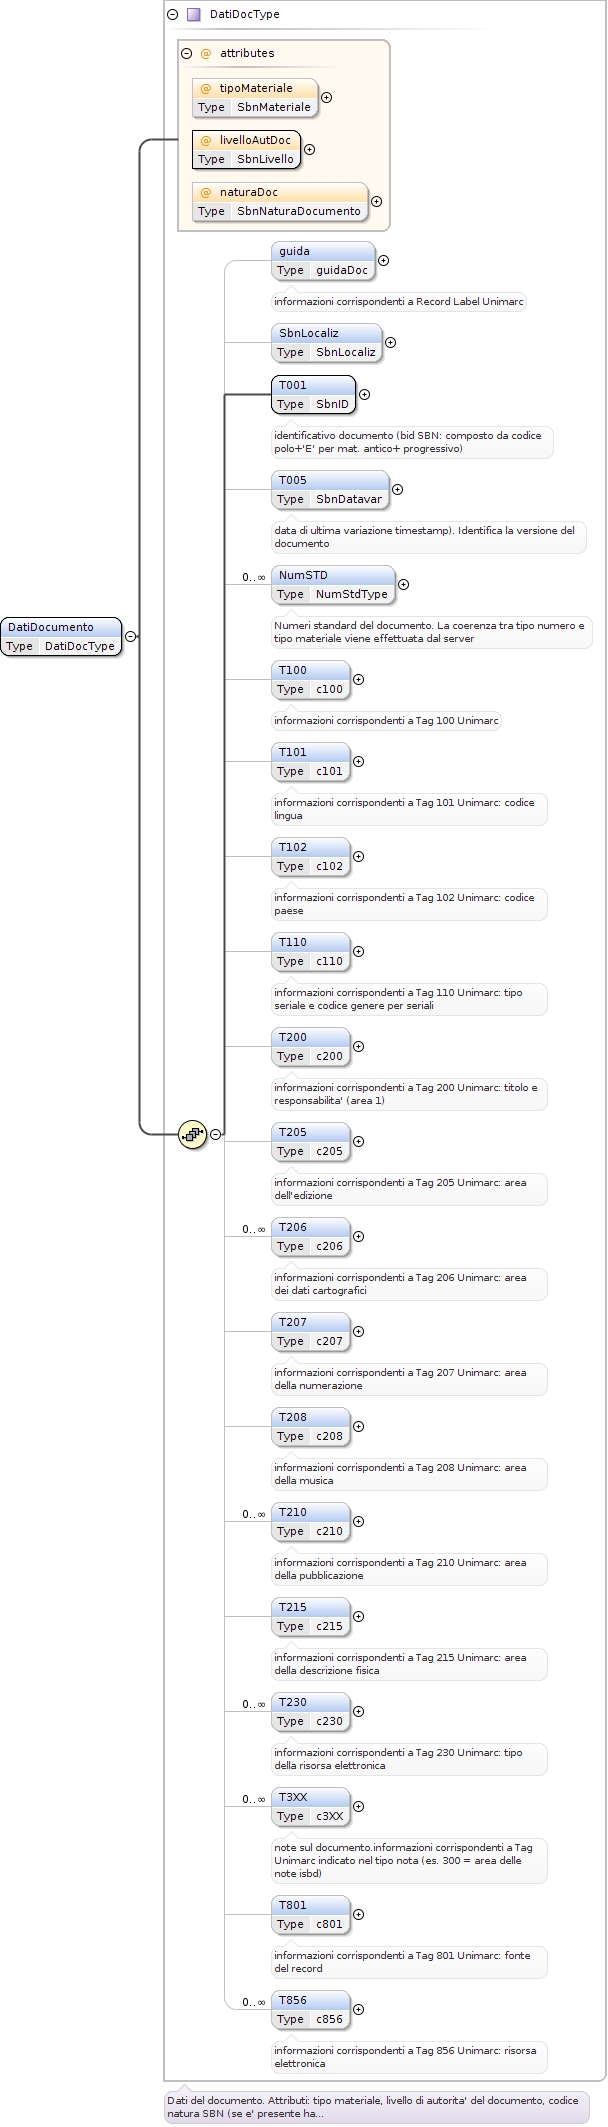 DatiDocType
@ attributes
@ tipoMateriale
Type SbnMateriale
@ livelloAutDoc
Type SbnLivello
@ naturaDoc
Type SbnNaturaDocumento
guida
Type guidaDoc
informazioni corrispondenti a Record Label Unimarc
SbnLocaliz
Type SbnLocaliz
T001
Type SbnID
identificativo documento (bid SBN: composto da codice
polo+'E' per mat. antico+ progressivo)
T005
Type SbnDatavar
data di ultima variazione timestamp). Identifica la versione del
documento
0..∞
NumSTD
Type NumStdType
Numeri standard del documento. La coerenza tra tipo numero e
tipo materiale viene effettuata dal server
DatiDocumento
Type DatiDocType
T100
Type c100
informazioni corrispondenti a Tag 100 Unimarc
T101
Type c101
informazioni corrispondenti a Tag 101 Unimarc: codice
lingua
T102
Type c102
informazioni corrispondenti a Tag 102 Unimarc: codice
paese
T110
Type c110
informazioni corrispondenti a Tag 110 Unimarc: tipo
seriale e codice genere per seriali
T200
Type c200
informazioni corrispondenti a Tag 200 Unimarc: titolo e
responsabilita' (area 1)
T205
Type c205
informazioni corrispondenti a Tag 205 Unimarc: area
dell'edizione
0..∞
T206
Type c206
informazioni corrispondenti a Tag 206 Unimarc: area
dei dati cartografici
T207
Type c207
informazioni corrispondenti a Tag 207 Unimarc: area
della numerazione
T208
Type c208
informazioni corrispondenti a Tag 208 Unimarc: area
della musica
0..∞
T210
Type c210
informazioni corrispondenti a Tag 210 Unimarc: area
della pubblicazione
T215
Type c215
informazioni corrispondenti a Tag 215 Unimarc: area
della descrizione fisica
0..∞
T230
Type c230
informazioni corrispondenti a Tag 230 Unimarc: tipo
della risorsa elettronica
0..∞
T3XX
Type c3XX
note sul documento.informazioni corrispondenti a Tag
Unimarc indicato nel tipo nota (es. 300 = area delle
note isbd)
T801
Type c801
informazioni corrispondenti a Tag 801 Unimarc: fonte
del record
0..∞
T856
Type c856
informazioni corrispondenti a Tag 856 Unimarc: risorsa
elettronica
Dati del documento. Attributi: tipo materiale, livello di autorita' del documento, codice
natura SBN (se e' presente ha...